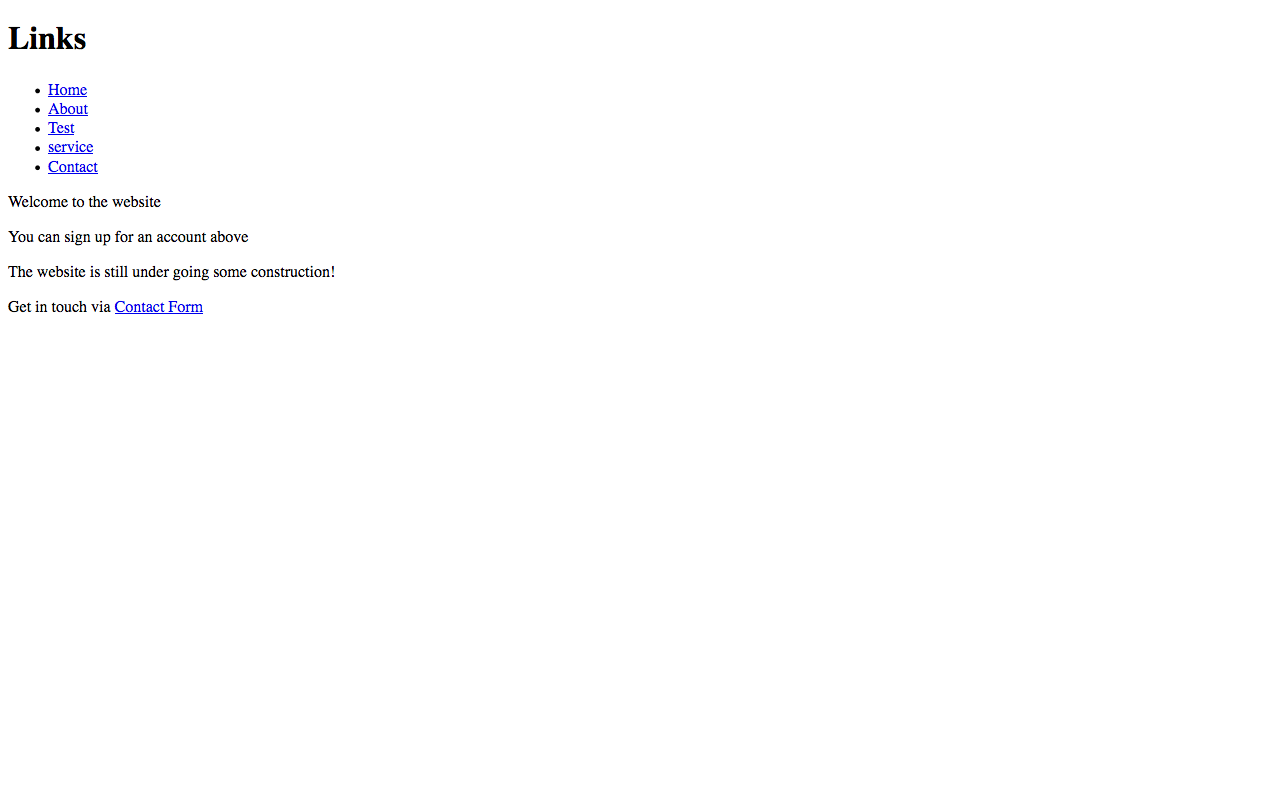 Links
Home
About
Test
service
Contact
Welcome to the website
You can sign up for an account above
The website is still under going some construction!
Get in touch via Contact Form